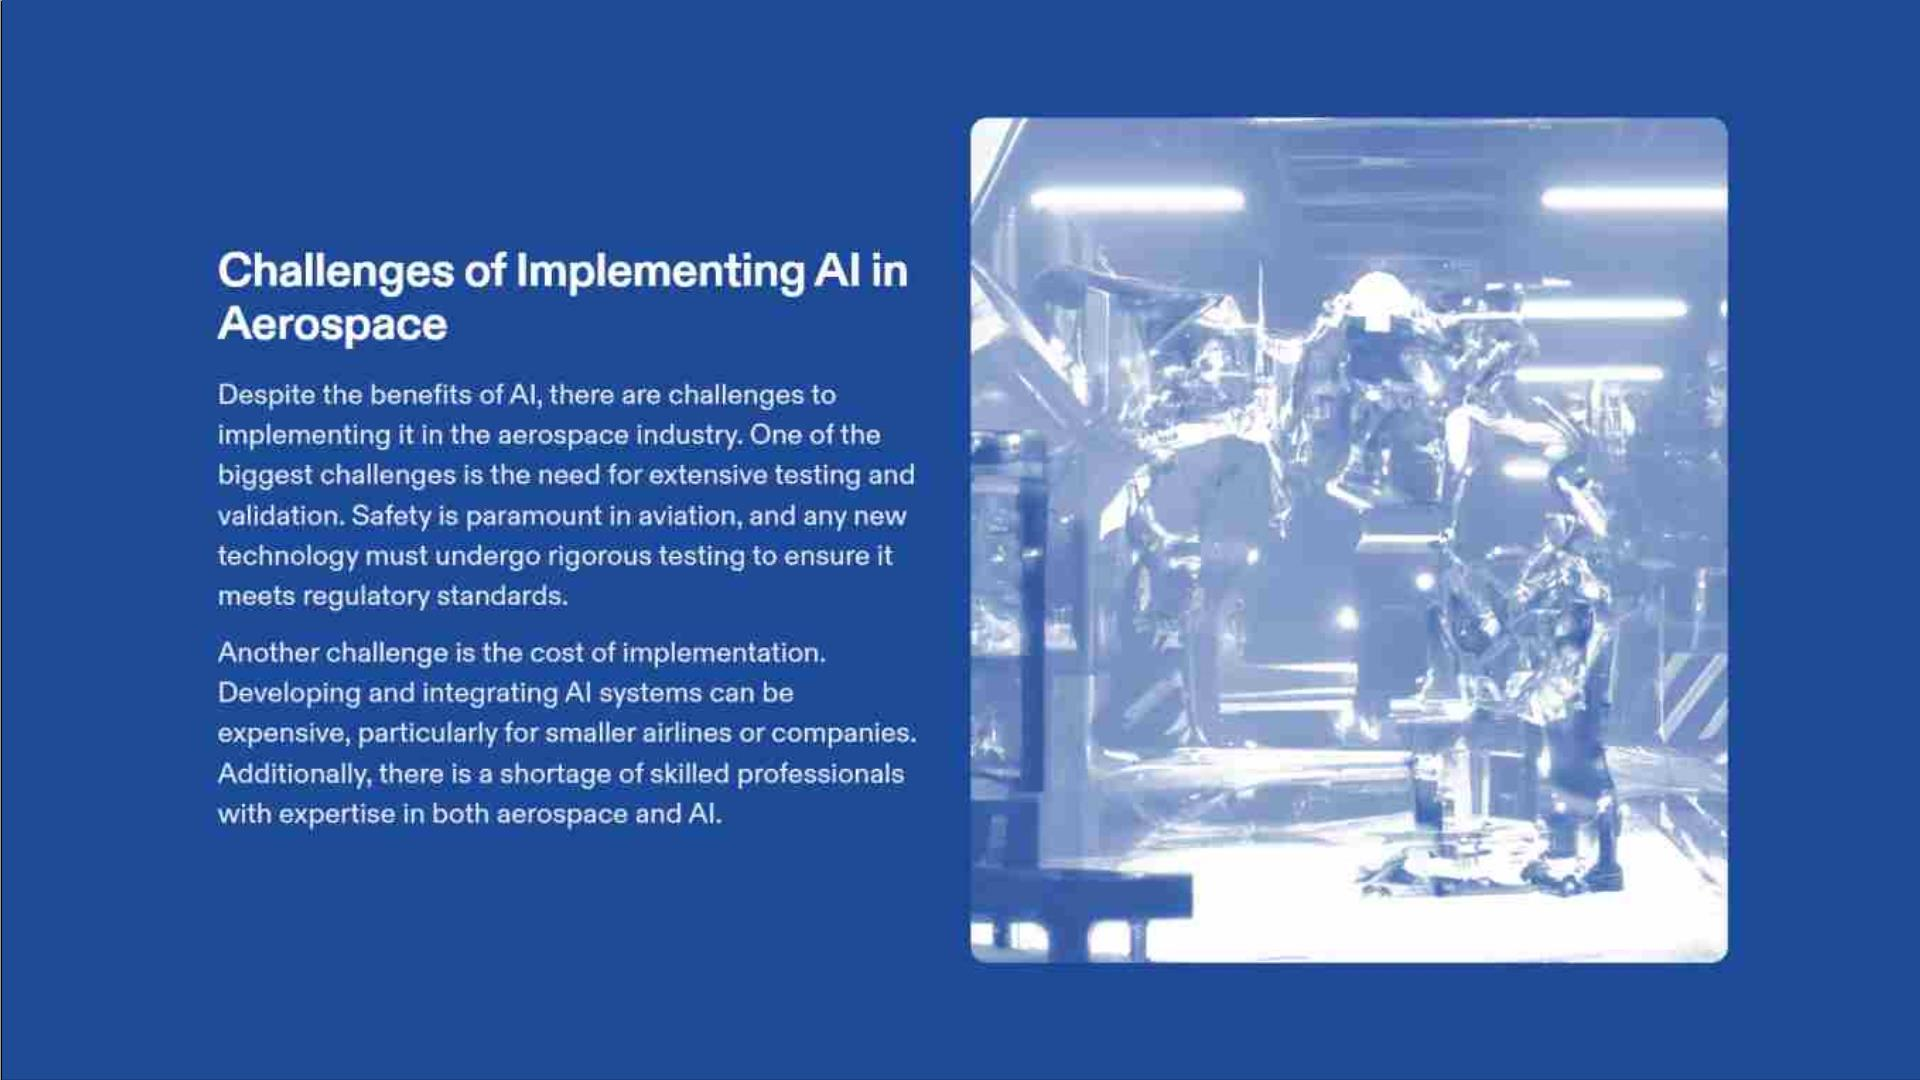 Challenges of Implementing AI in
Aerospace
Despite the benefits of AI, there are challenges to
implementing it in the aerospace industry. One of the
biggest challenges is the need for extensive testing and
validation. Safety is paramount in aviation, and any new
technology must undergo rigorous testing to ensure it
meets regulatory standards.
Another challenge is the cost of implementation.
Developing and integrating AI systems can be
expensive, particularly for smaller airlines or companies.
Additionally, there is a shortage of skilled professionals
with expertise in both aerospace and AI.